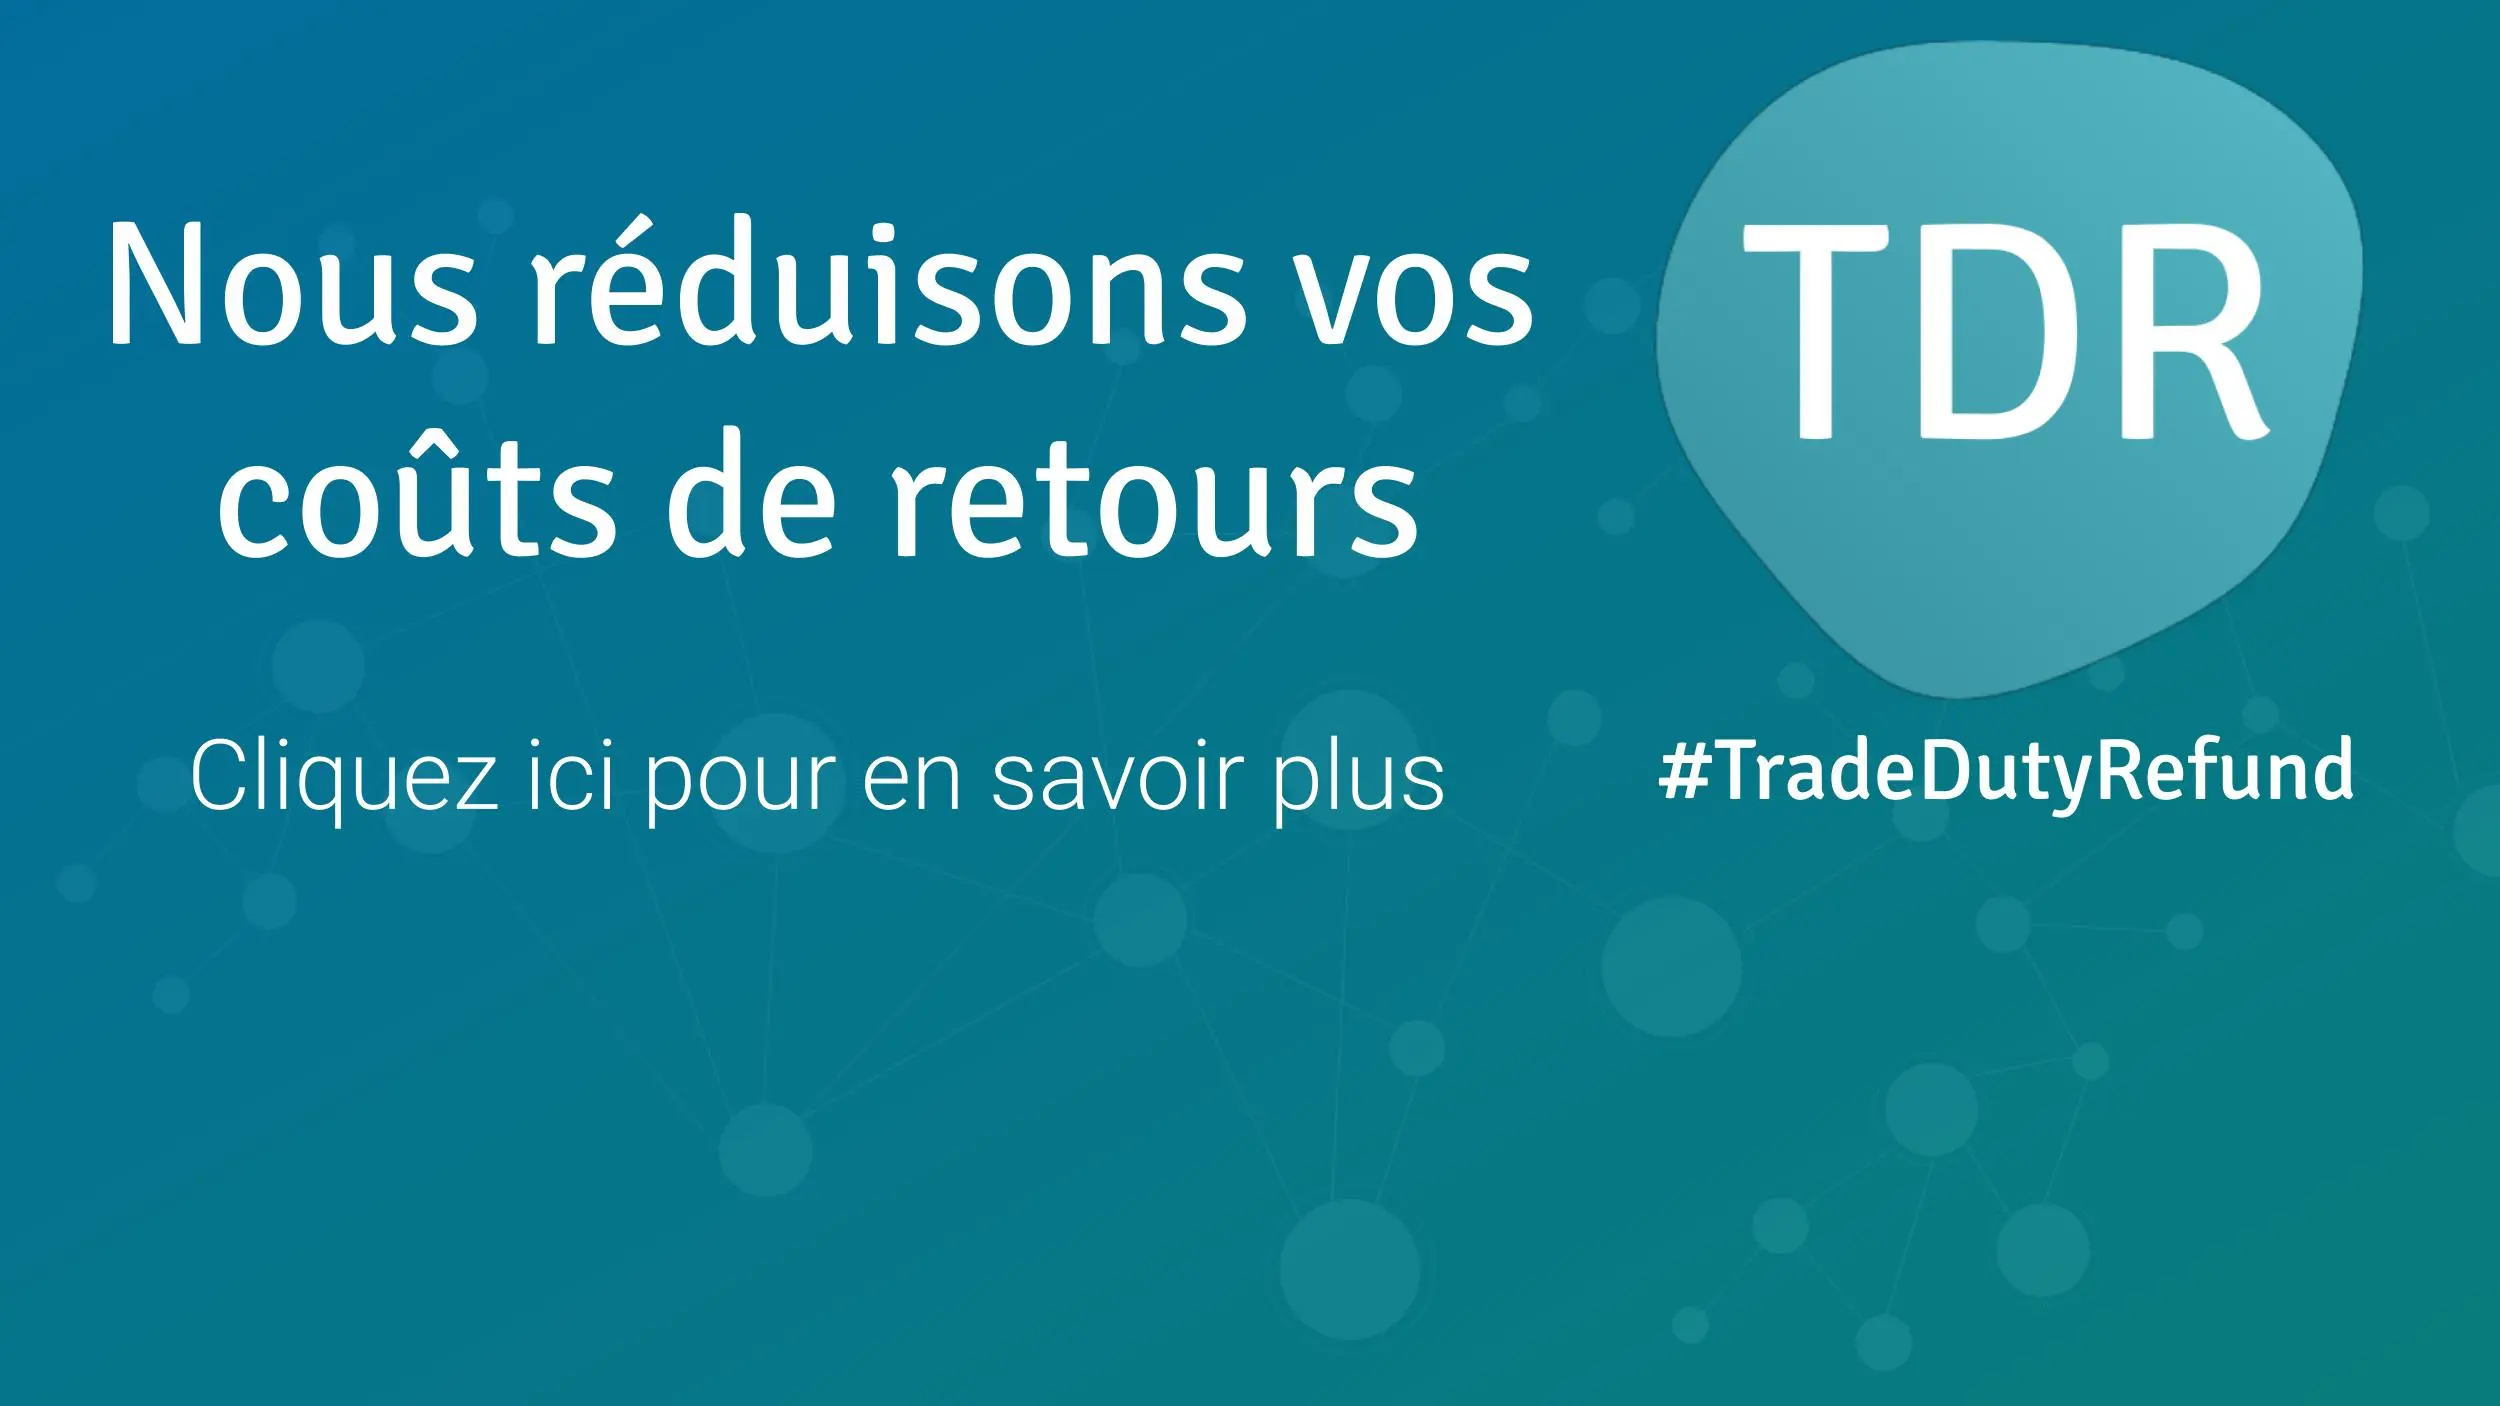 Nous réduisons vos
coûts de retours
Cliquez ici pour en savoir plus
TDR
#TradeDutyRefund